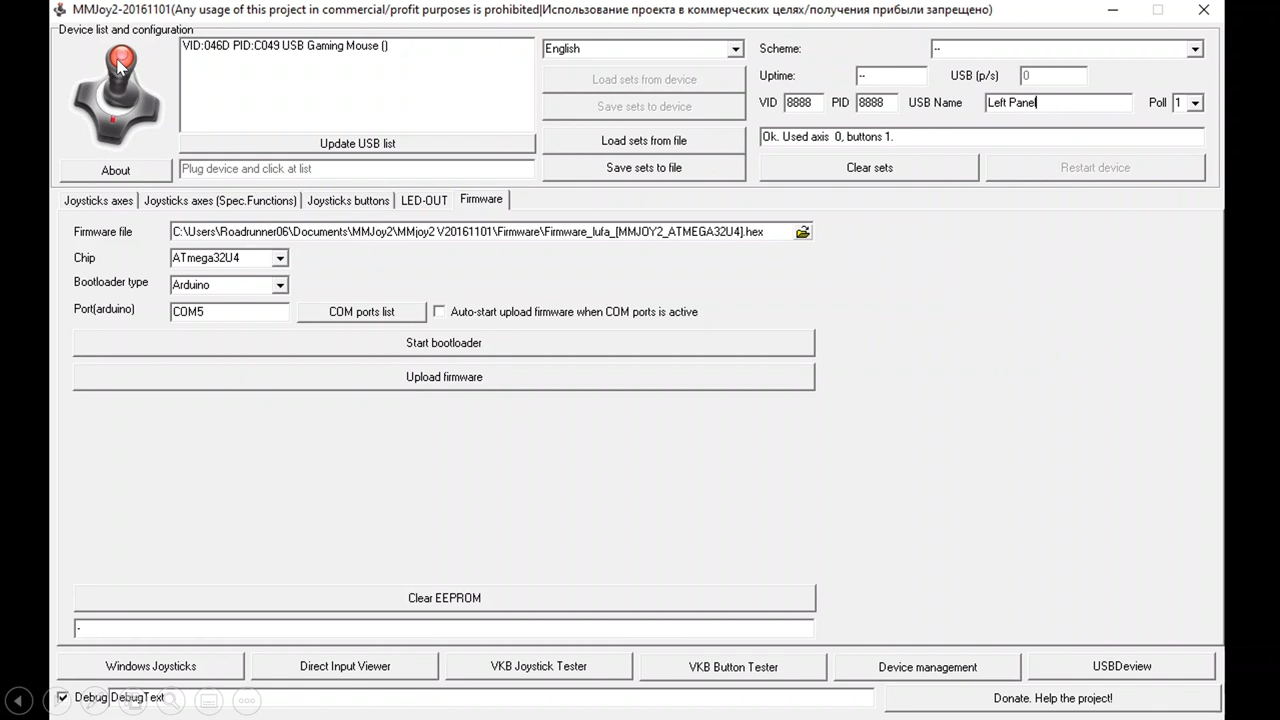 MMJoy2-20161101(Any usage of this project in commercial/profit purposes is prohibited|Использование проекта в коммерческих целях/получения прибыли запрещено)
Device list and configuration
VID:046D PID:C049 USB Gaming Mouse ()
English
Scheme:
--
Load sets from device
Uptime:
--
USB (p/s)
0
Save sets to device
VID
8888
PID
8888
USB Name
Left Panel
Poll
1
Update USB list
Load sets from file
Ok. Used axis 0, buttons 1.
About
Plug device and click at list
Save sets to file
Clear sets
Restart device
Joysticks axes
Joysticks axes (Spec.Functions)
Joysticks buttons
LED-OUT
Firmware
Firmware file
C:\Users\Roadrunner06\Documents\MMJoy2\MMjoy2 V20161101\Firmware\Firmware_lufa_[MMJOY2_ATMEGA32U4].hex
Chip
ATmega32U4
Bootloader type
Arduino
Port(arduino)
COM5
COM ports list
Auto-start upload firmware when COM ports is active
Start bootloader
Upload firmware
Clear EEPROM
-
Windows Joysticks
Direct Input Viewer
VKB Joystick Tester
VKB Button Tester
Device management
USBDeview
Debug
DebugText
Donate. Help the project!